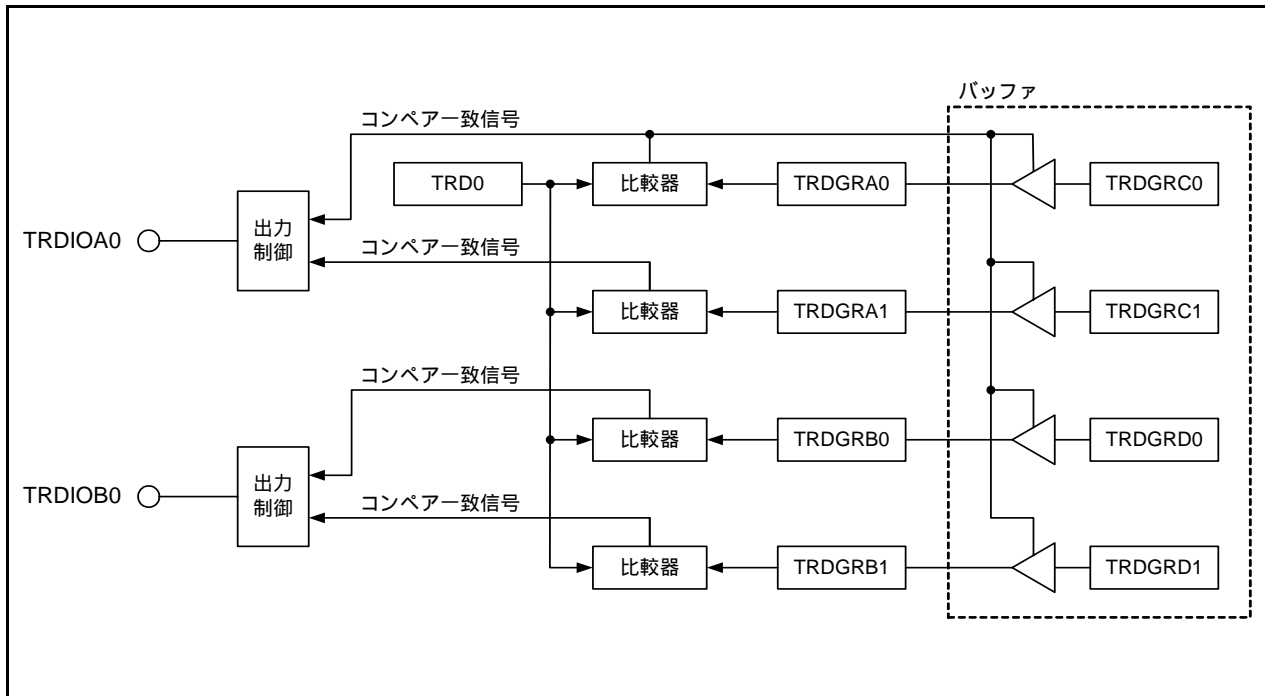 バッファ
コンペア一致信号
TRD0
比較器
TRDGRA0
TRDGRC0
TRDIOA0
出力
制御
コンペア一致信号
比較器
TRDGRA1
TRDGRC1
コンペア一致信号
比較器
TRDGRB0
TRDGRD0
TRDIOB0
出力
制御
コンペア一致信号
比較器
TRDGRB1
TRDGRD1